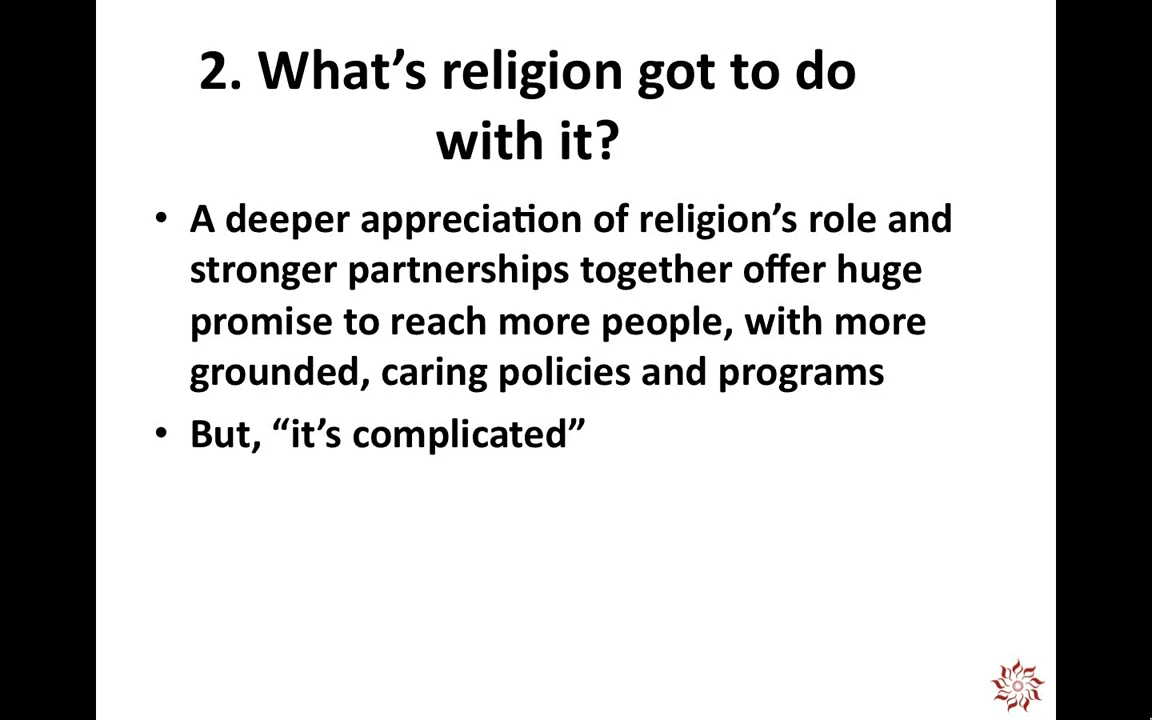 2. What’s religion got to do
with it?
• A deeper appreciation of religion’s role and
stronger partnerships together offer huge
promise to reach more people, with more
grounded, caring policies and programs
• But, “it’s complicated”